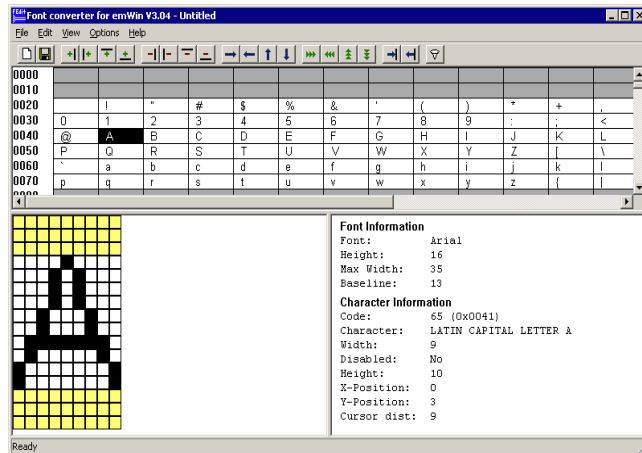 Font converter for emWin V3.04 - Untitled
File Edit View Options Help
0000
0010
0020 ! " # $ % & ' ( ) * + ,
0030 0 1 2 3 4 5 6 7 8 9 : ; <
0040 @ A B C D E F G H I J K L
0050 P Q R S T U V W X Y Z [ \
0060 ` a b c d e f g h i j k l
0070 p q r s t u v w x y z { |
Font Information
Font: Arial
Height: 16
Max Width: 35
Baseline: 13
Character Information
Code: 65 (0x0041)
Character: LATIN CAPITAL LETTER A
Width: 9
Disabled: No
Height: 10
X-Position: 0
Y-Position: 3
Cursor dist: 9
Ready